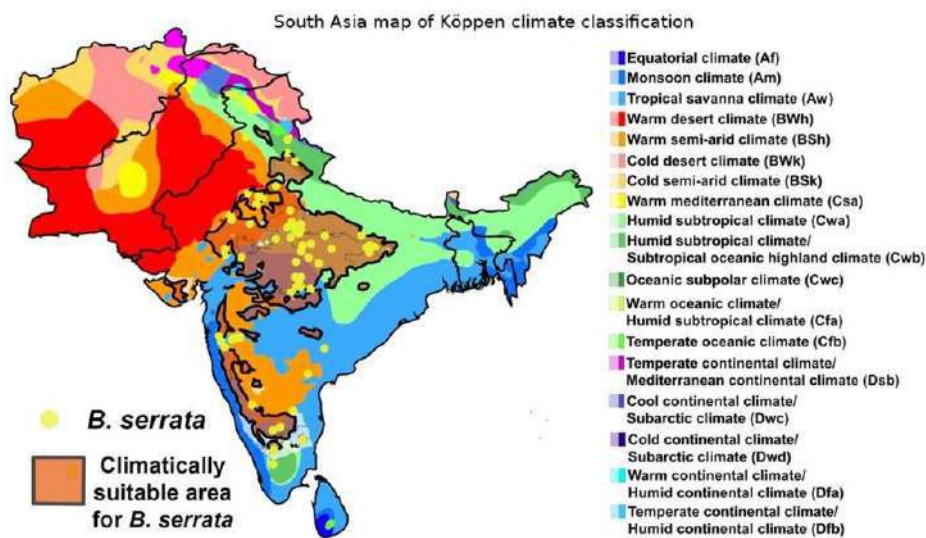 South Asia map of Köppen climate classification
Equatorial climate (Af)
Monsoon climate (Am)
Tropical savanna climate (Aw)
Warm desert climate (BWh)
Warm semi-arid climate (BSh)
Cold desert climate (BWk)
Cold semi-arid climate (BSk)
Warm mediterranean climate (Csa)
Humid subtropical climate (Cwa)
Humid subtropical climate/
Subtropical oceanic highland climate (Cwb)
Oceanic subpolar climate (Cwc)
Warm oceanic climate/
Humid subtropical climate (Cfa)
Temperate oceanic climate (Cfb)
Temperate continental climate/
Mediterranean continental climate (Dsb)
Cool continental climate/
Subarctic climate (Dwc)
Cold continental climate/
Subarctic climate (Dwd)
Warm continental climate/
Humid continental climate (Dfa)
Temperate continental climate/
Humid continental climate (Dfb)
B. serrata
Climatically
suitable area
for B. serrata